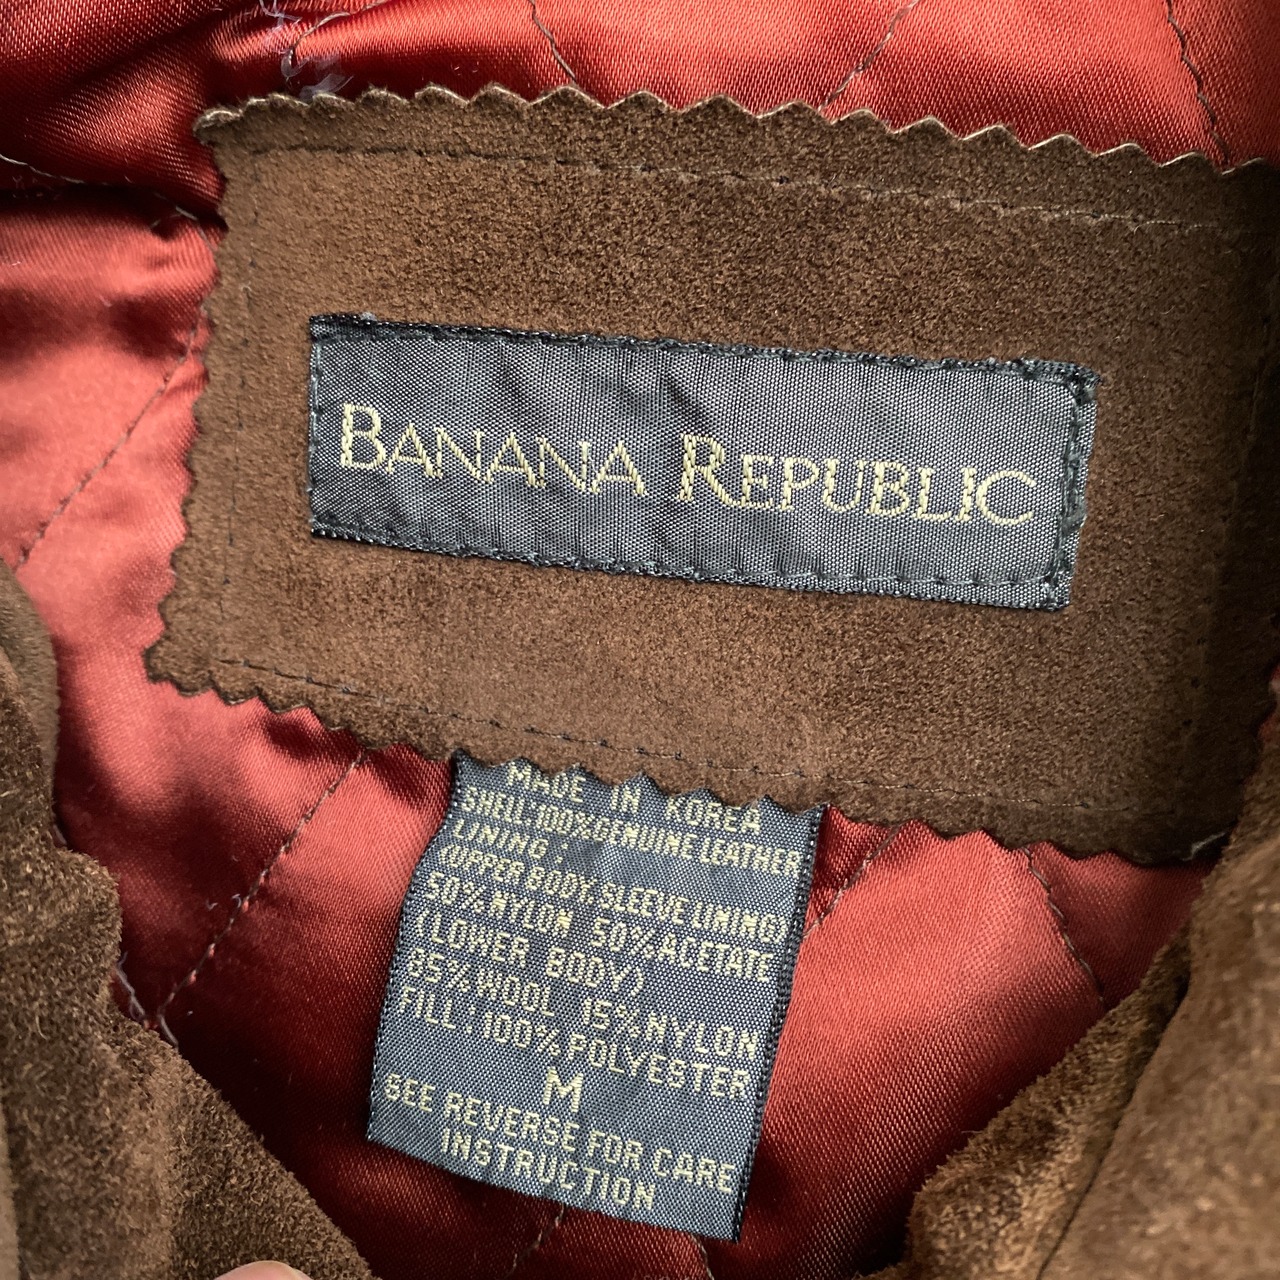 BANANA REPUBLIC
MADE IN KOREA
SHELL:100%GENUINE LEATHER
LINING:
(UPPER BODY, SLEEVE LINING)
50%NYLON 50%ACETATE
(LOWER BODY)
85%WOOL 15%NYLON
FILL:100%POLYESTER
M
SEE REVERSE FOR CARE
INSTRUCTION